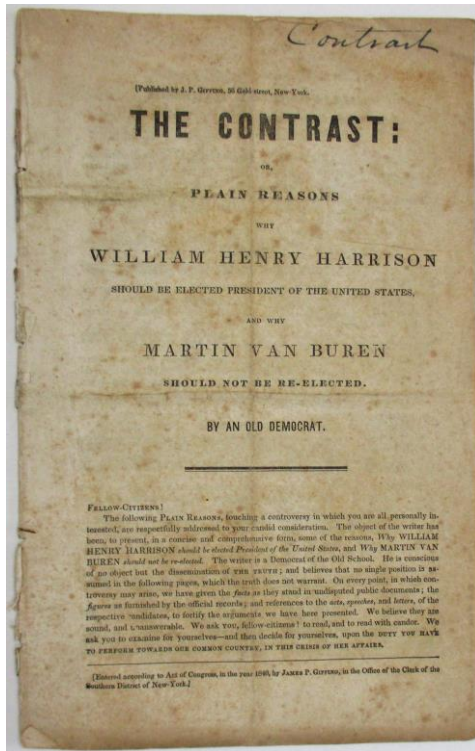 Contrast
[Published by J. P. GIFFING, 56 Gold street, New-York.
THE CONTRAST:
OR,
PLAIN REASONS
WHY
WILLIAM HENRY HARRISON
SHOULD BE ELECTED PRESIDENT OF THE UNITED STATES,
AND WHY
MARTIN VAN BUREN
SHOULD NOT BE RE-ELECTED.
BY AN OLD DEMOCRAT.
FELLOW-CITIZENS!
The following PLAIN REASONS, touching a controversy in which you are all personally in-
terested, are respectfully addressed to your candid consideration. The object of the writer has
been, to present, in a concise and comprehensive form, some of the reasons, Why WILLIAM
HENRY HARRISON should be elected President of the United States, and Why MARTIN VAN
BUREN should not be re-elected. The writer is a Democrat of the Old School. He is conscious
of no object but the dissemination of THE TRUTH; and believes that no single position is as-
sumed in the following pages, which the truth does not warrant. On every point, in which con-
troversy may arise, we have given the facts as they stand in undisputed public documents; the
figures as furnished by the official records; and references to the acts, speeches, and letters, of the
respective candidates, to fortify the arguments we have here presented. We believe they are
sound, and unanswerable. We ask you, fellow-citizens! to read, and to read with candor. We
ask you to examine for yourselves—and then decide for yourselves, upon the DUTY YOU HAVE
TO PERFORM TOWARDS OUR COMMON COUNTRY, IN THIS CRISIS OF HER AFFAIRS.
[Entered according to Act of Congress, in the year 1840, by JAMES P. GIFFING, in the Office of the Clerk of the
Southern District of New-York.]